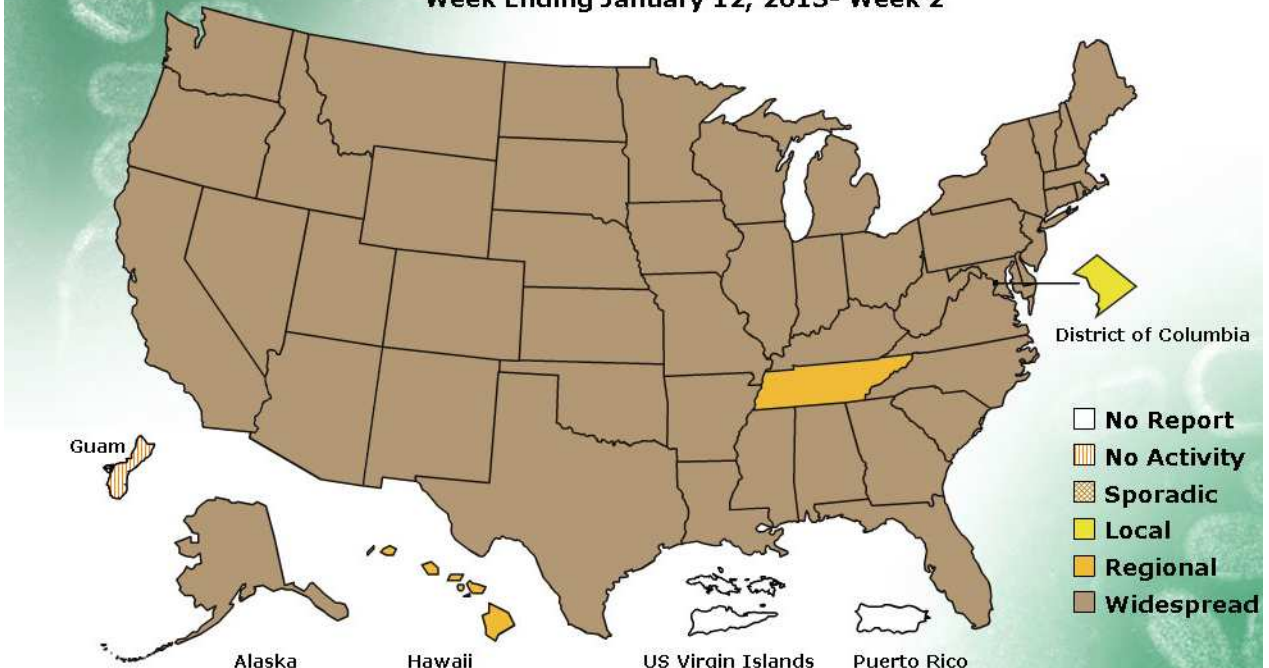 Week Ending January 12, 2013- Week 2
District of Columbia
Guam
No Report
No Activity
Sporadic
Local
Regional
Widespread
Alaska
Hawaii
US Virgin Islands
Puerto Rico